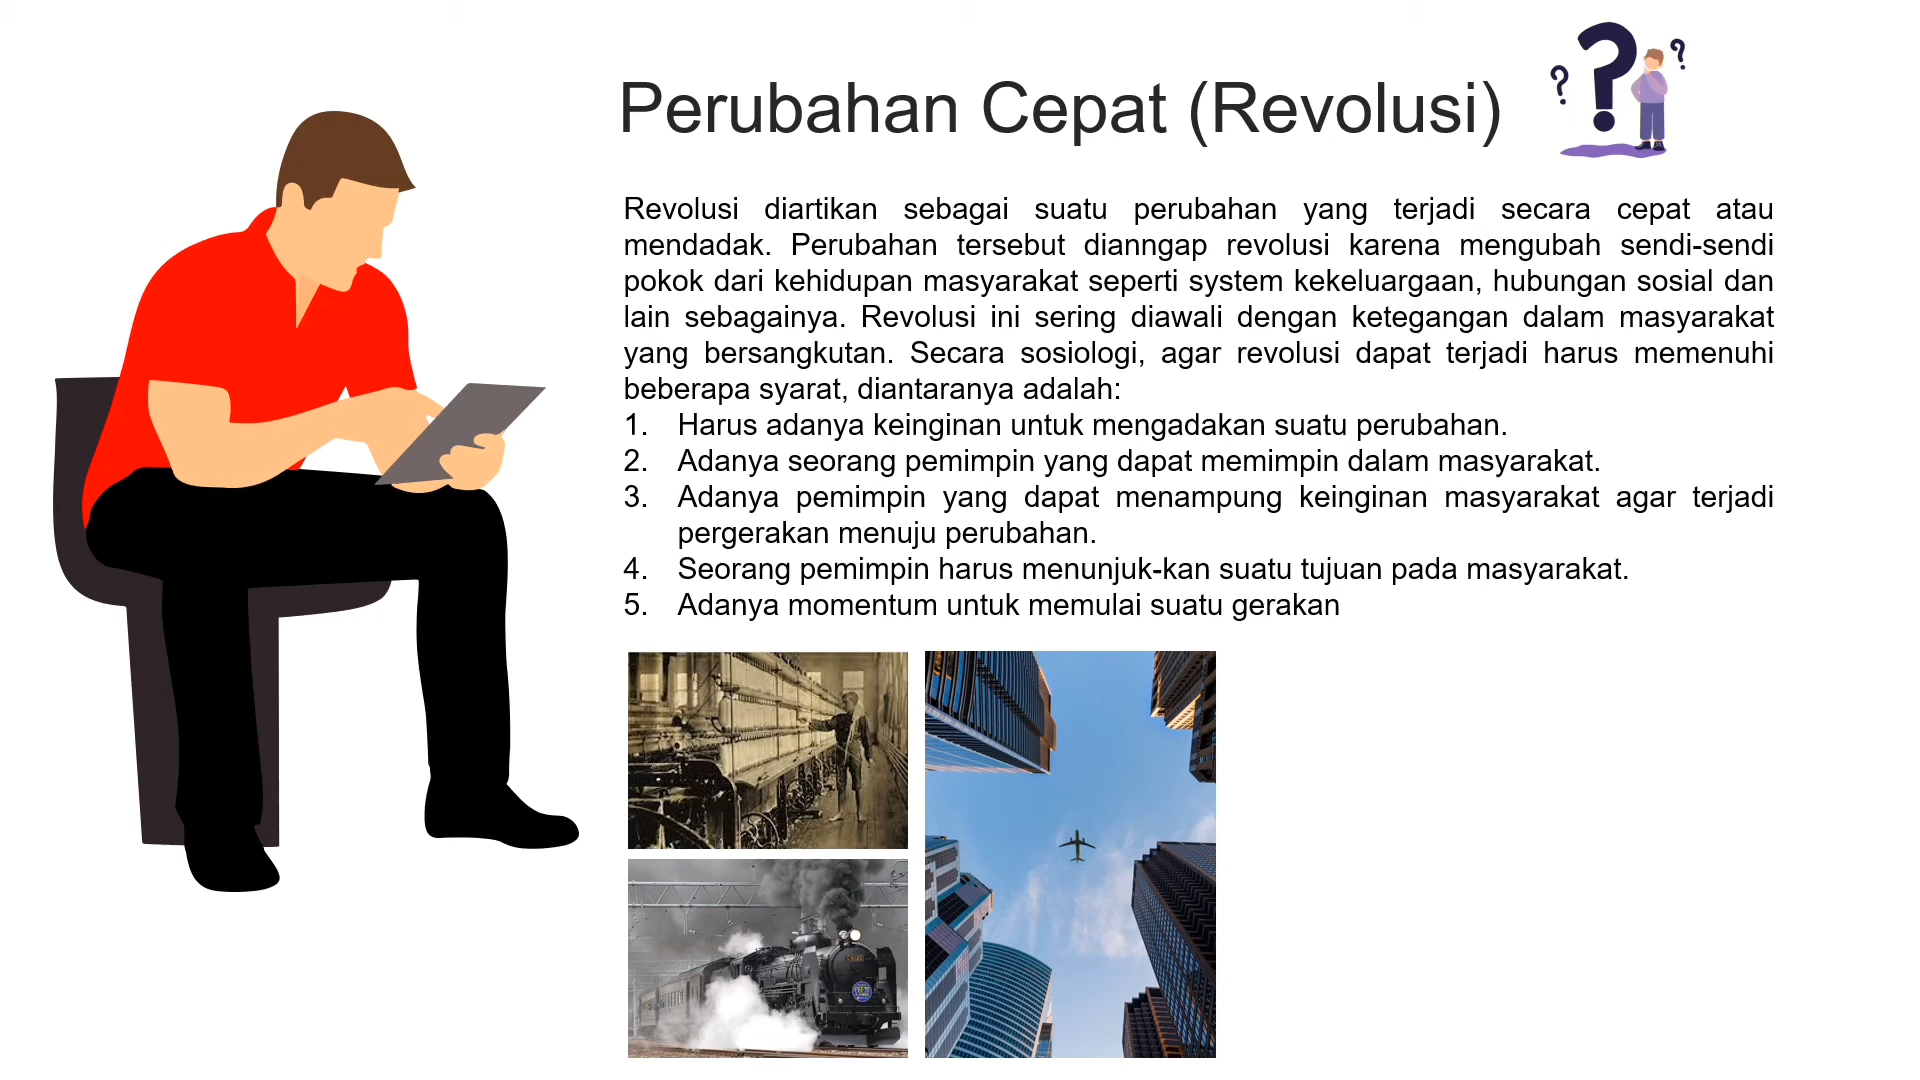 Perubahan Cepat (Revolusi)
Revolusi diartikan sebagai suatu perubahan yang terjadi secara cepat atau
mendadak. Perubahan tersebut dianngap revolusi karena mengubah sendi-sendi
pokok dari kehidupan masyarakat seperti system kekeluargaan, hubungan sosial dan
lain sebagainya. Revolusi ini sering diawali dengan ketegangan dalam masyarakat
yang bersangkutan. Secara sosiologi, agar revolusi dapat terjadi harus memenuhi
beberapa syarat, diantaranya adalah:
1. Harus adanya keinginan untuk mengadakan suatu perubahan.
2. Adanya seorang pemimpin yang dapat memimpin dalam masyarakat.
3. Adanya pemimpin yang dapat menampung keinginan masyarakat agar terjadi
pergerakan menuju perubahan.
4. Seorang pemimpin harus menunjuk-kan suatu tujuan pada masyarakat.
5. Adanya momentum untuk memulai suatu gerakan